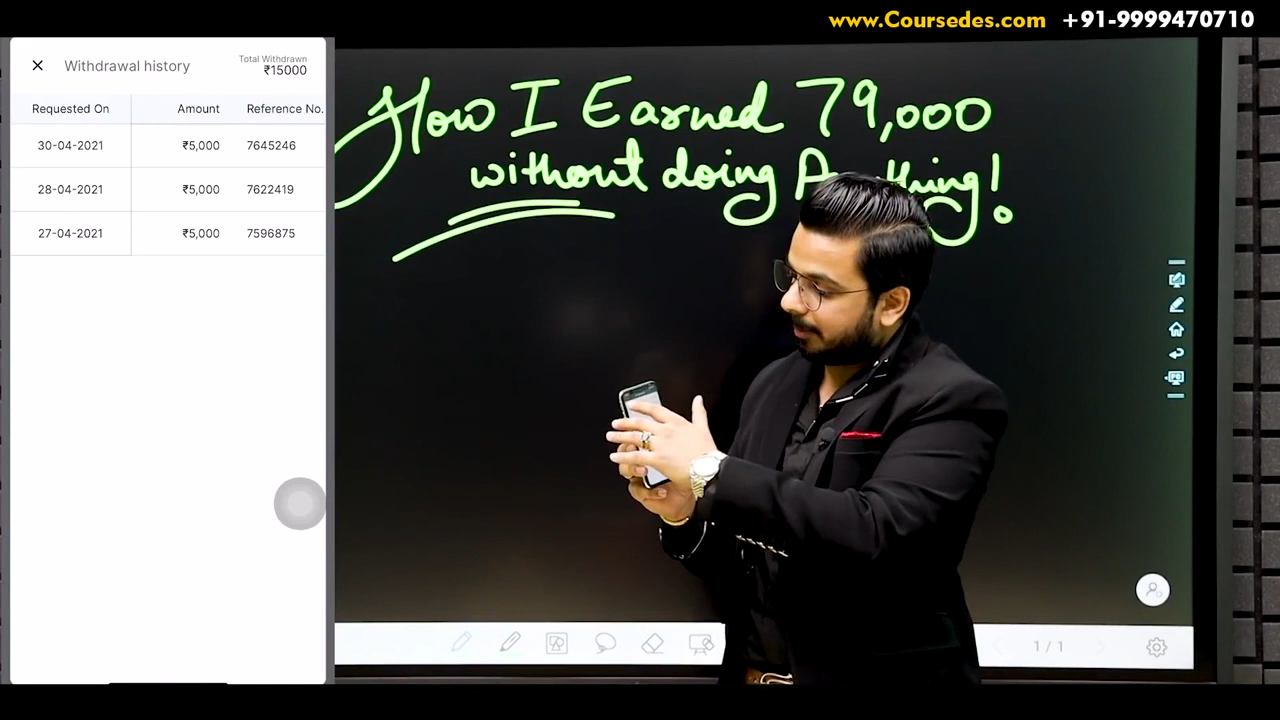 www.Coursedes.com +91-9999470710
Withdrawal history
Total Withdrawn
₹15000
Requested On Amount Reference No.
30-04-2021 ₹5,000 7645246
28-04-2021 ₹5,000 7622419
27-04-2021 ₹5,000 7596875
How I Earned 79,000
without doing Anything!
1 / 1